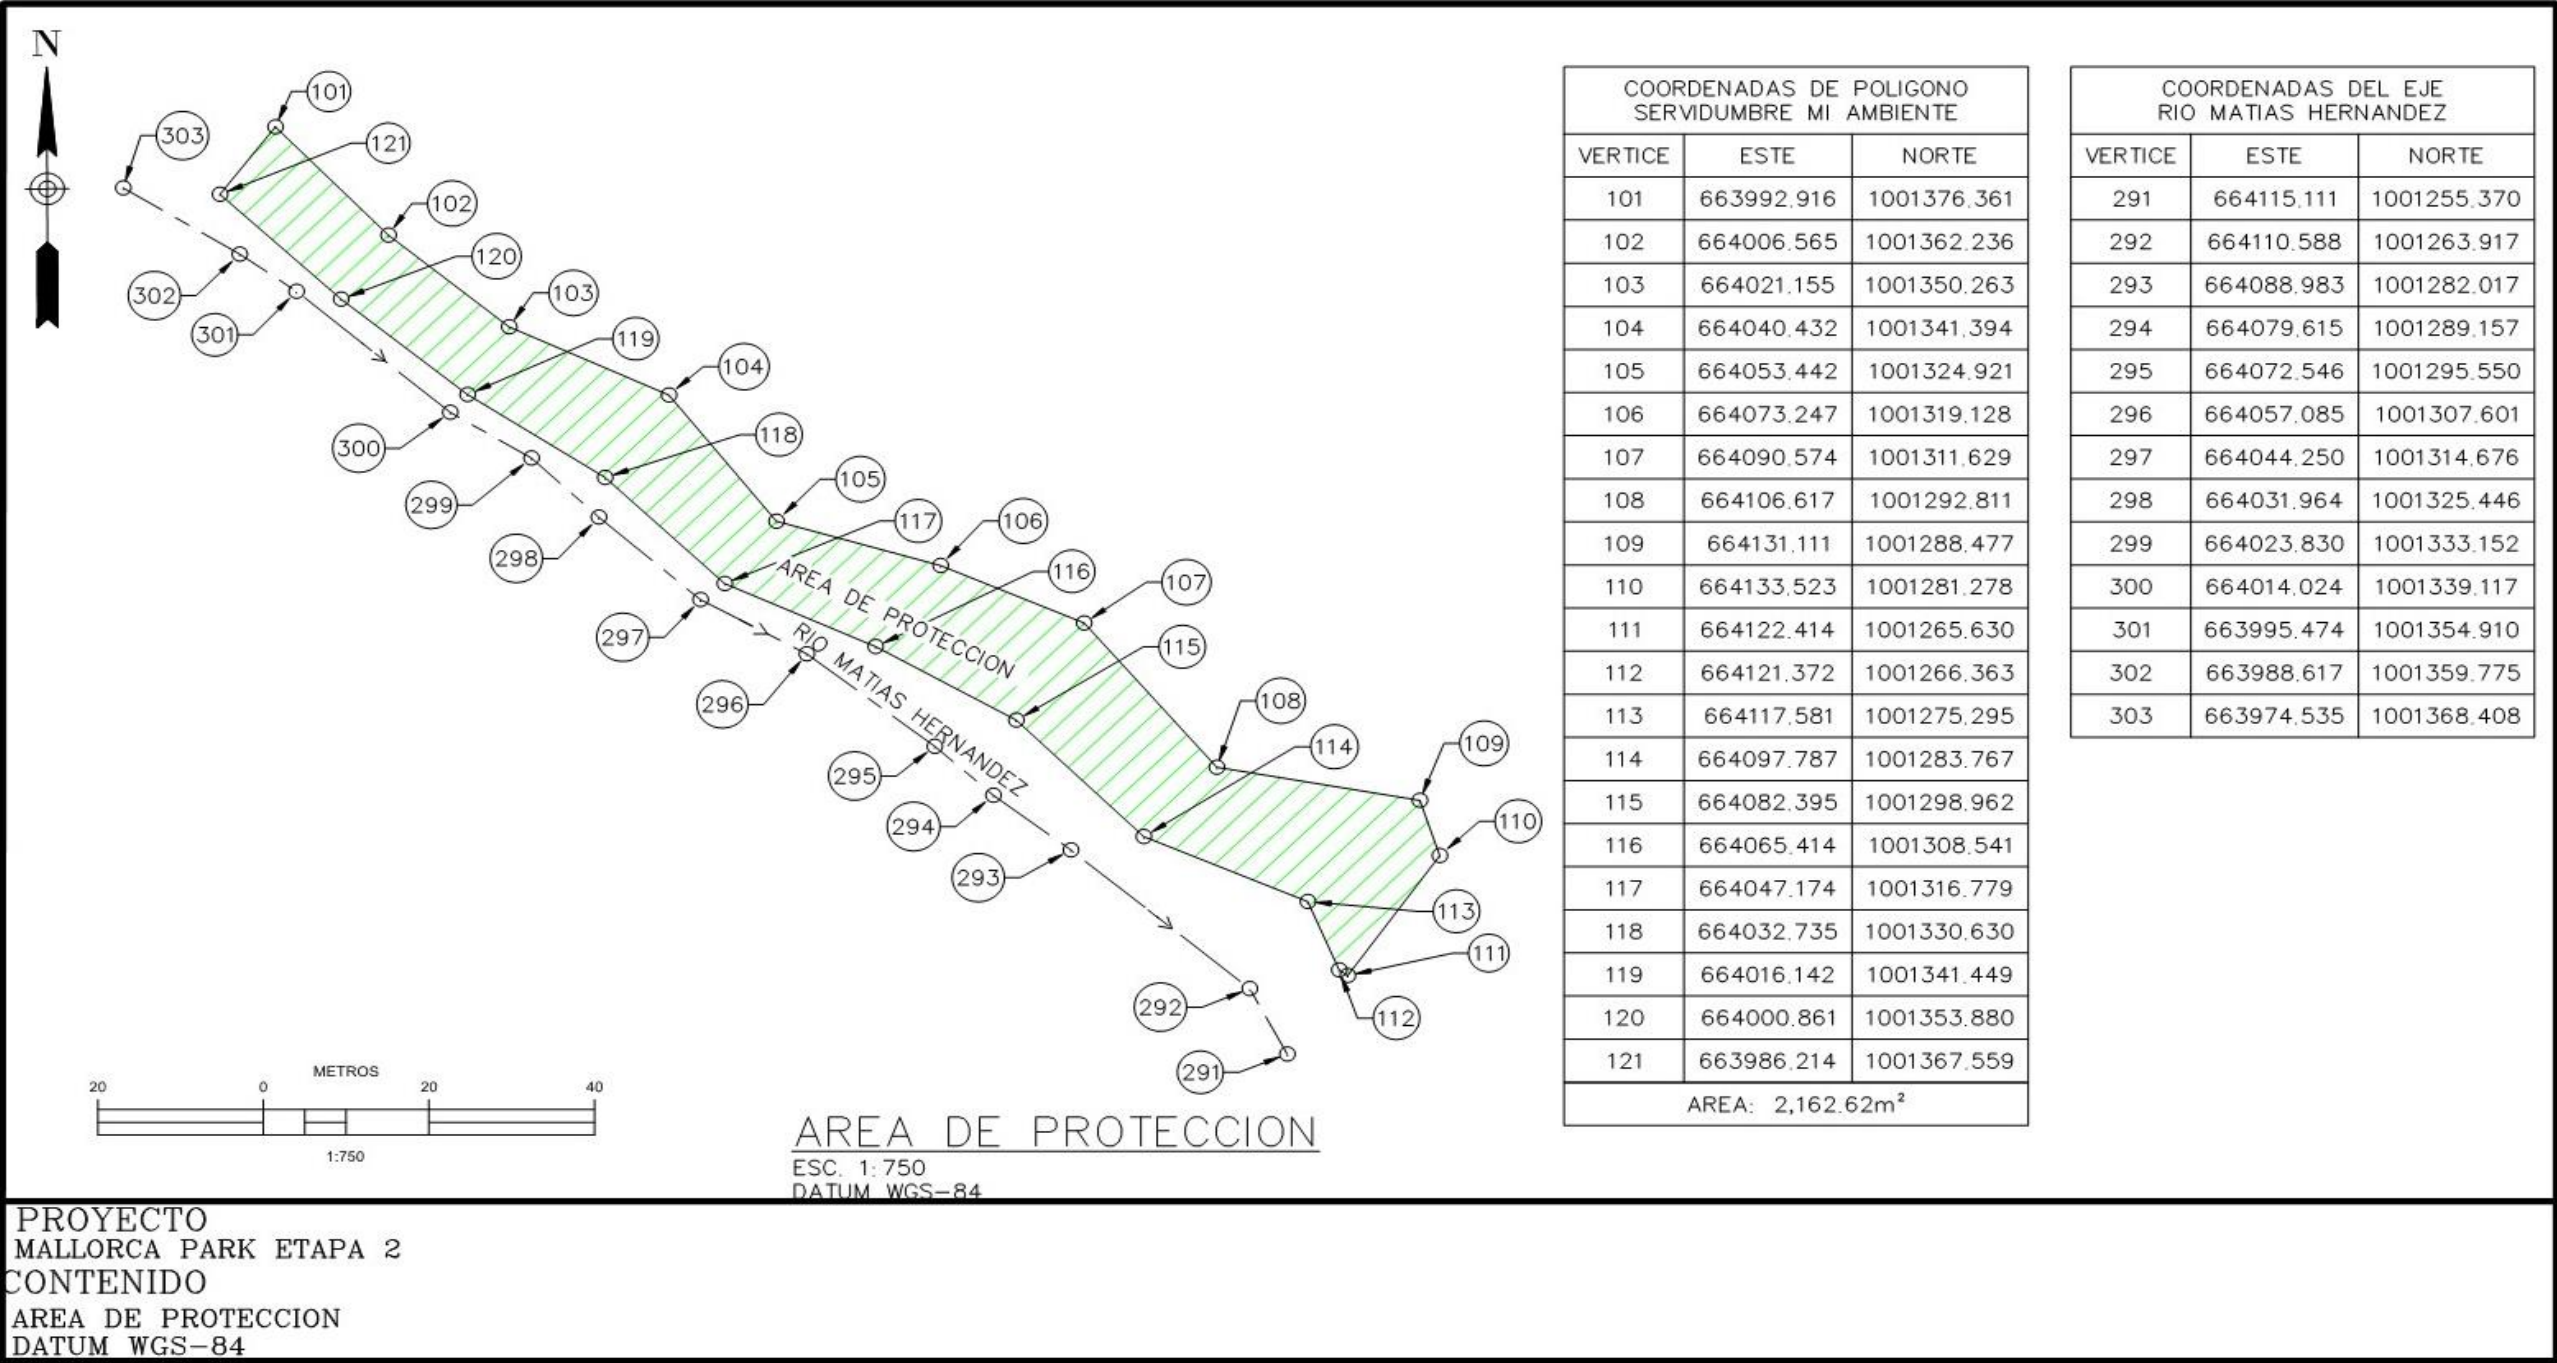 N
101
303
121
102
302
120
301
103
119
104
300
118
299
105
298
117
106
116
107
297
115
296
108
114
109
295
294
110
293
113
111
292
112
291
AREA DE PROTECCION
RIO MATIAS HERNANDEZ
METROS
20 0 20 40
1:750
AREA DE PROTECCION
ESC. 1:750
DATUM WGS-84
COORDENADAS DE POLIGONO
SERVIDUMBRE MI AMBIENTE
VERTICE ESTE NORTE
101 663992.916 1001376.361
102 664006.565 1001362.236
103 664021.155 1001350.263
104 664040.432 1001341.394
105 664053.442 1001324.921
106 664073.247 1001319.128
107 664090.574 1001311.629
108 664106.617 1001292.811
109 664131.111 1001288.477
110 664133.523 1001281.278
111 664122.414 1001265.630
112 664121.372 1001266.363
113 664117.581 1001275.295
114 664097.787 1001283.767
115 664082.395 1001298.962
116 664065.414 1001308.541
117 664047.174 1001316.779
118 664032.735 1001330.630
119 664016.142 1001341.449
120 664000.861 1001353.880
121 663986.214 1001367.559
AREA: 2,162.62m²
COORDENADAS DEL EJE
RIO MATIAS HERNANDEZ
VERTICE ESTE NORTE
291 664115.111 1001255.370
292 664110.588 1001263.917
293 664088.983 1001282.017
294 664079.615 1001289.157
295 664072.546 1001295.550
296 664057.085 1001307.601
297 664044.250 1001314.676
298 664031.964 1001325.446
299 664023.830 1001333.152
300 664014.024 1001339.117
301 663995.474 1001354.910
302 663988.617 1001359.775
303 663974.535 1001368.408
PROYECTO
MALLORCA PARK ETAPA 2
CONTENIDO
AREA DE PROTECCION
DATUM WGS-84